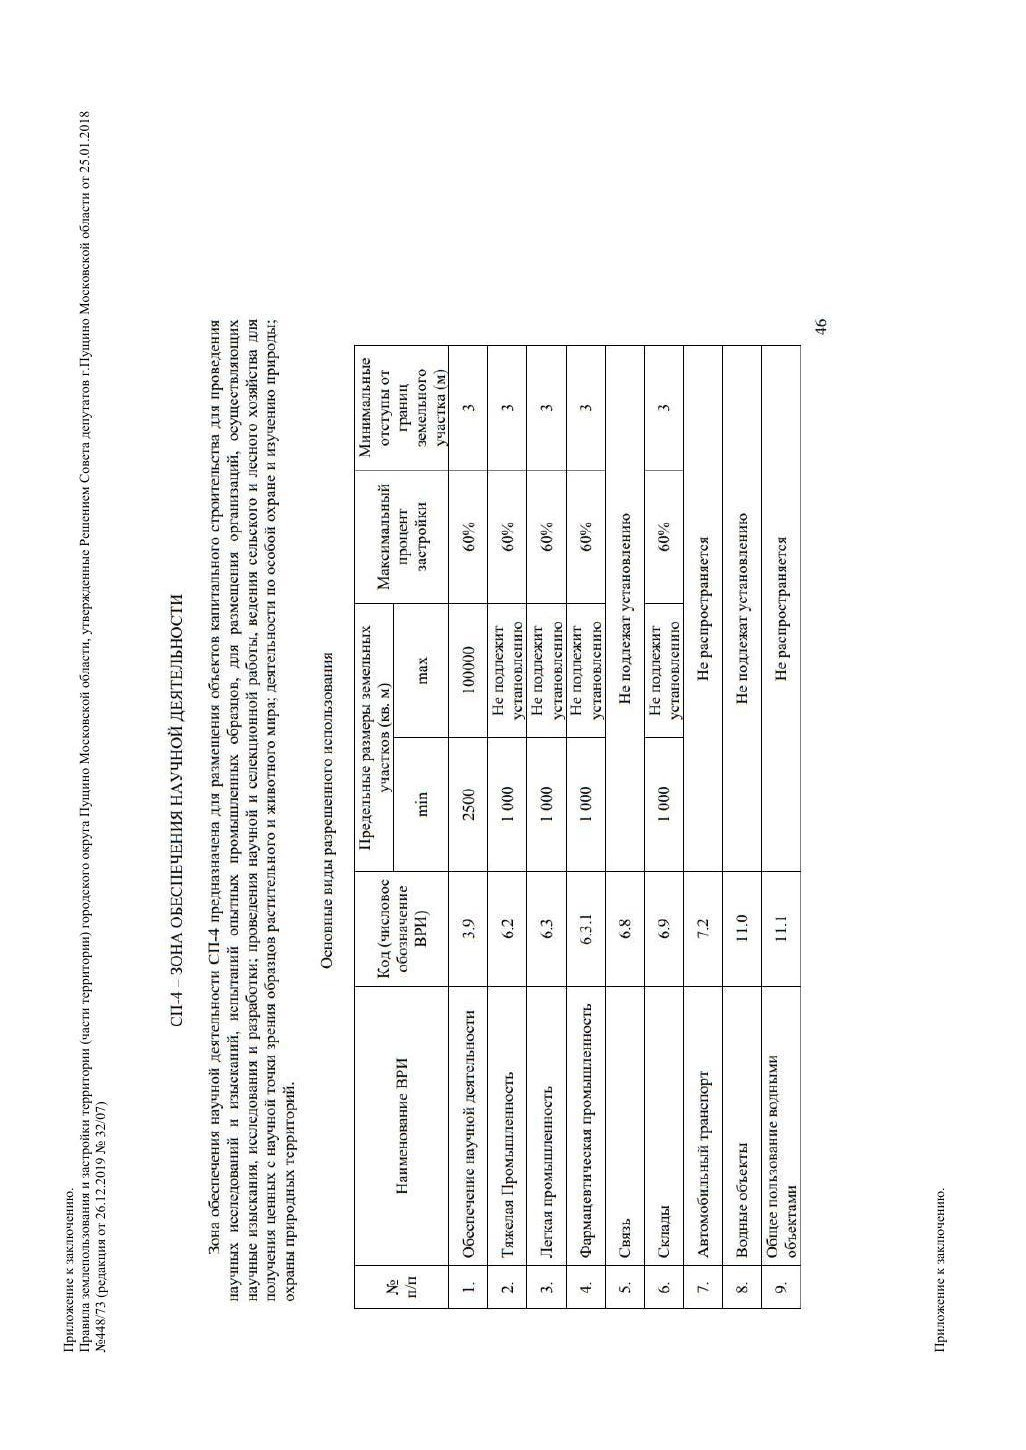 Приложение к заключению.
Правила землепользования и застройки территории (части территории) городского округа Пущино Московской области, утвержденные Решением Совета депутатов г.Пущино Московской области от 25.01.2018
№448/73 (редакция от 26.12.2019 № 32/07)
СП-4 – ЗОНА ОБЕСПЕЧЕНИЯ НАУЧНОЙ ДЕЯТЕЛЬНОСТИ
Зона обеспечения научной деятельности СП-4 предназначена для размещения объектов капитального строительства для проведения
научных исследований и изысканий, испытаний опытных промышленных образцов, для размещения организаций, осуществляющих
научные изыскания, исследования и разработки; проведения научной и селекционной работы, ведения сельского и лесного хозяйства для
получения ценных с научной точки зрения образцов растительного и животного мира; деятельности по особой охране и изучению природы;
охраны природных территорий.
Основные виды разрешенного использования
№
п/п
Наименование ВРИ
Код (числовое
обозначение
ВРИ)
Предельные размеры земельных
участков (кв. м)
min
max
Максимальный
процент
застройки
Минимальные
отступы от
границ
земельного
участка (м)
1. Обеспечение научной деятельности 3.9 2500 100000 60% 3
2. Тяжелая Промышленность 6.2 1 000 Не подлежит
установлению 60% 3
3. Легкая промышленность 6.3 1 000 Не подлежит
установлению 60% 3
4. Фармацевтическая промышленность 6.3.1 1 000 Не подлежит
установлению 60% 3
5. Связь 6.8 Не подлежат установлению
6. Склады 6.9 1 000 Не подлежит
установлению 60% 3
7. Автомобильный транспорт 7.2 Не распространяется
8. Водные объекты 11.0 Не подлежат установлению
9. Общее пользование водными
объектами 11.1 Не распространяется
46
Приложение к заключению.